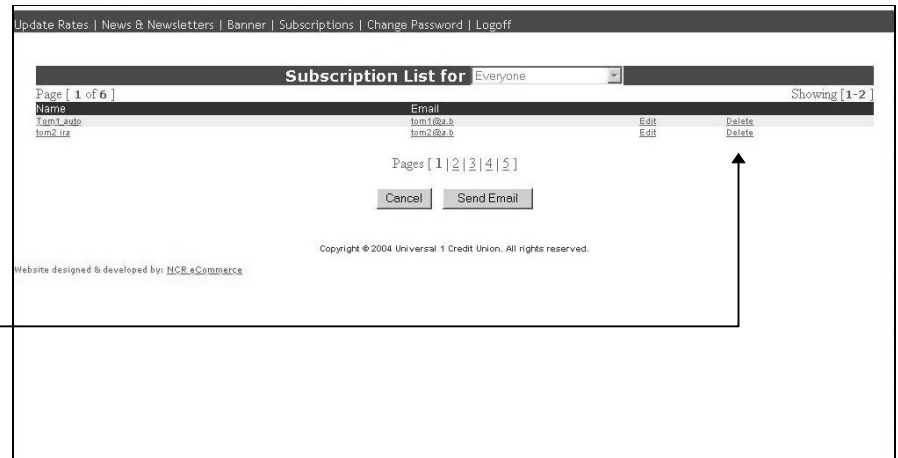 Update Rates | News & Newsletters | Banner | Subscriptions | Change Password | Logoff
Subscription List for Everyone
Page [ 1 of 6 ] Showing [1-2 ]
Name Email
Tom1_auto tom1@a.b Edit Delete
tom2 ira tom2@a.b Edit Delete
Pages [ 1 | 2 | 3 | 4 | 5 ]
Cancel Send Email
Copyright © 2004 Universal 1 Credit Union. All rights reserved.
Website designed & developed by: NCR eCommerce